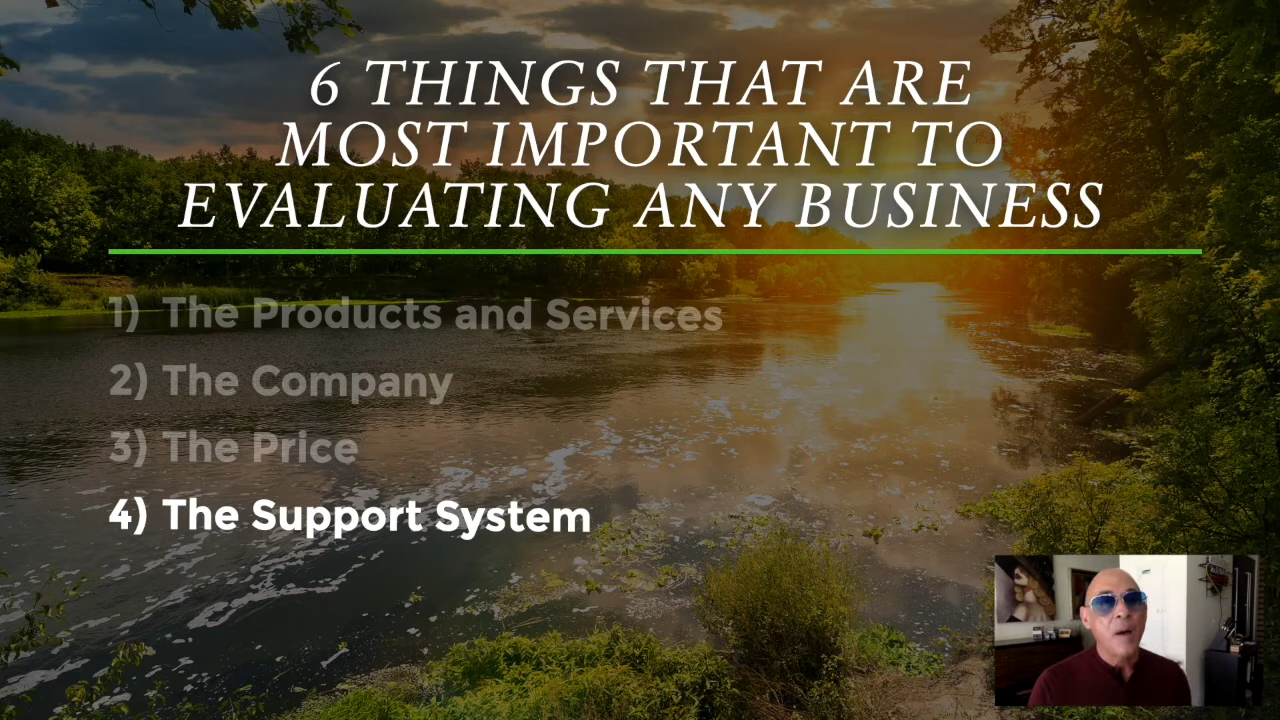 6 THINGS THAT ARE
MOST IMPORTANT TO
EVALUATING ANY BUSINESS
1) The Products and Services
2) The Company
3) The Price
4) The Support System